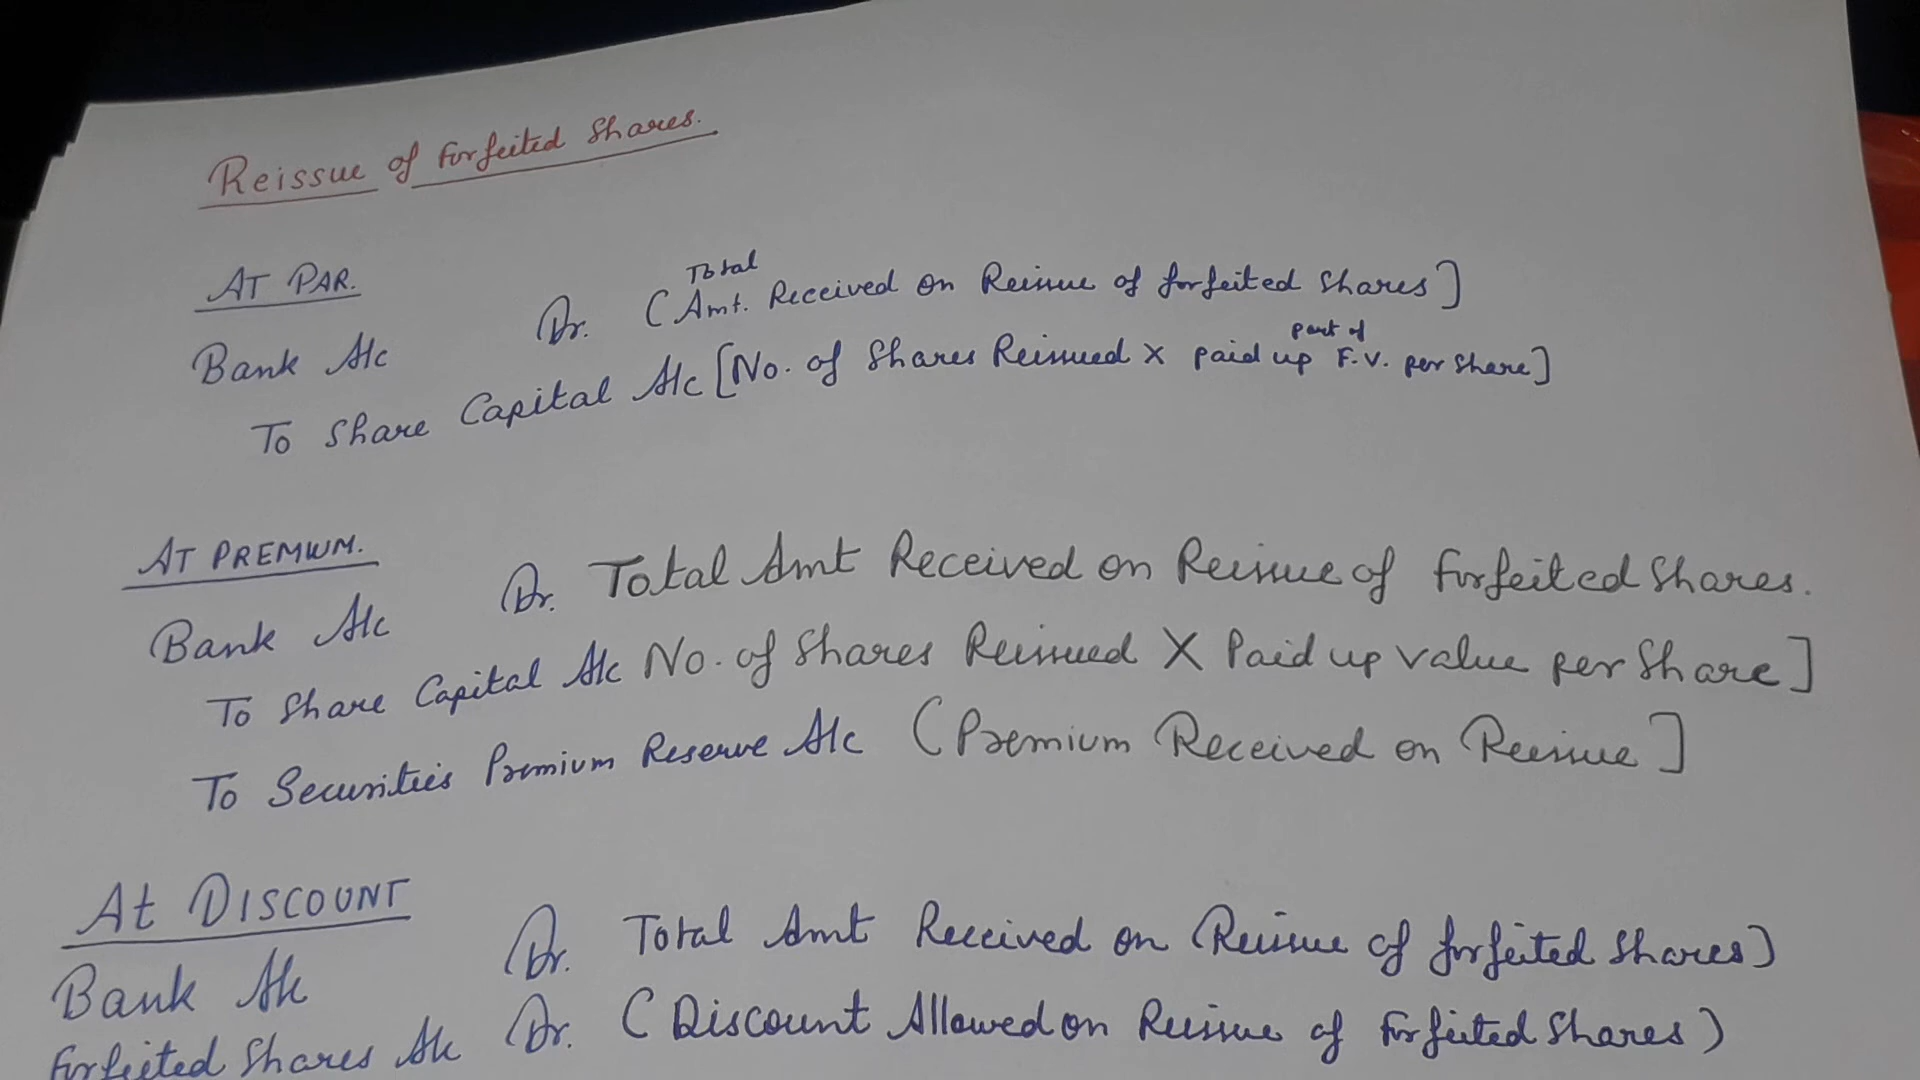 Reissue of forfeited Shares.
AT PAR.
Bank A/c Dr. (Total Amt. Received on Reissue of forfeited Shares]
To Share Capital A/c [No. of Shares Reissued X paid up part of F.V. per Share]
AT PREMIUM.
Bank A/c Dr. Total Amt Received on Reissue of forfeited Shares.
To Share Capital A/c No. of Shares Reissued X Paid up value per Share]
To Securities Premium Reserve A/c (Premium Received on Reissue]
At DISCOUNT
Bank A/c Dr. Total Amt Received on Reissue of forfeited Shares)
Forfeited Shares A/c Dr. (Discount Allowed on Reissue of Forfeited Shares)